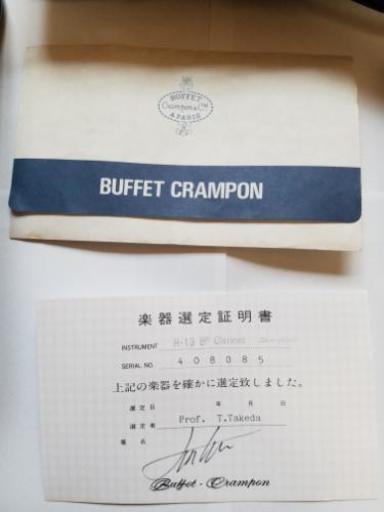 BUFFET
Crampon & Cie
A PARIS
BUFFET CRAMPON
楽器選定証明書
INSTRUMENT R-13 B♭ Clarinet
SERIAL NO. 408085
上記の楽器を確かに選定致しました。
選定日 年 月 日
選定者 Prof. T.Takeda
署名
Buffet - Crampon